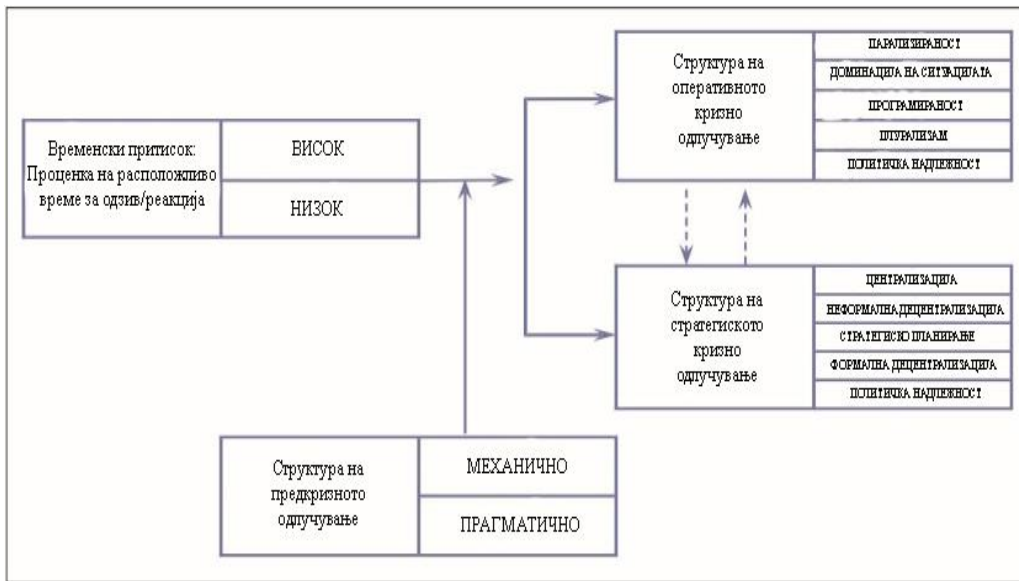 Временски притисок:
Проценка на расположливо
време за одзив/реакција
ВИСОК
НИЗОК
Структура на
оперативното
кризно
одлучување
ПАРАЛИЗИРАНОСТ
ДОМИНАЦИЈА НА СИТУАЦИЈАТА
ПРОГРАМИРАНОСТ
ПЛУРАЛИЗАМ
ПОЛИТИЧКА НАДЛЕЖНОСТ
Структура на
стратегиското
кризно
одлучување
ЦЕНТРАЛИЗАЦИЈА
НЕФОРМАЛНА ДЕЦЕНТРАЛИЗАЦИЈА
СТРАТЕГИСКО ПЛАНИРАЊЕ
ФОРМАЛНА ДЕЦЕНТРАЛИЗАЦИЈА
ПОЛИТИЧКА НАДЛЕЖНОСТ
Структура на
предкризното
одлучување
МЕХАНИЧНО
ПРАГМАТИЧНО